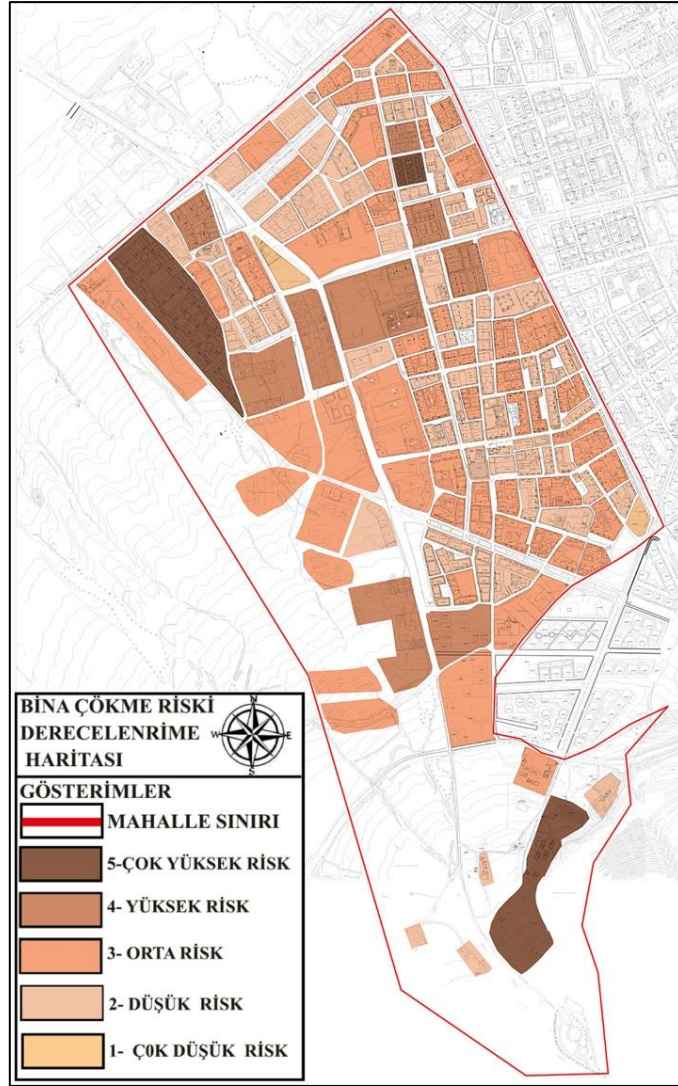 BİNA ÇÖKME RİSKİ
DERECELENRİME
HARİTASI
N
W
E
S
GÖSTERİMLER
MAHALLE SINIRI
5-ÇOK YÜKSEK RİSK
4- YÜKSEK RİSK
3- ORTA RİSK
2- DÜŞÜK RİSK
1- Ç0K DÜŞÜK RİSK